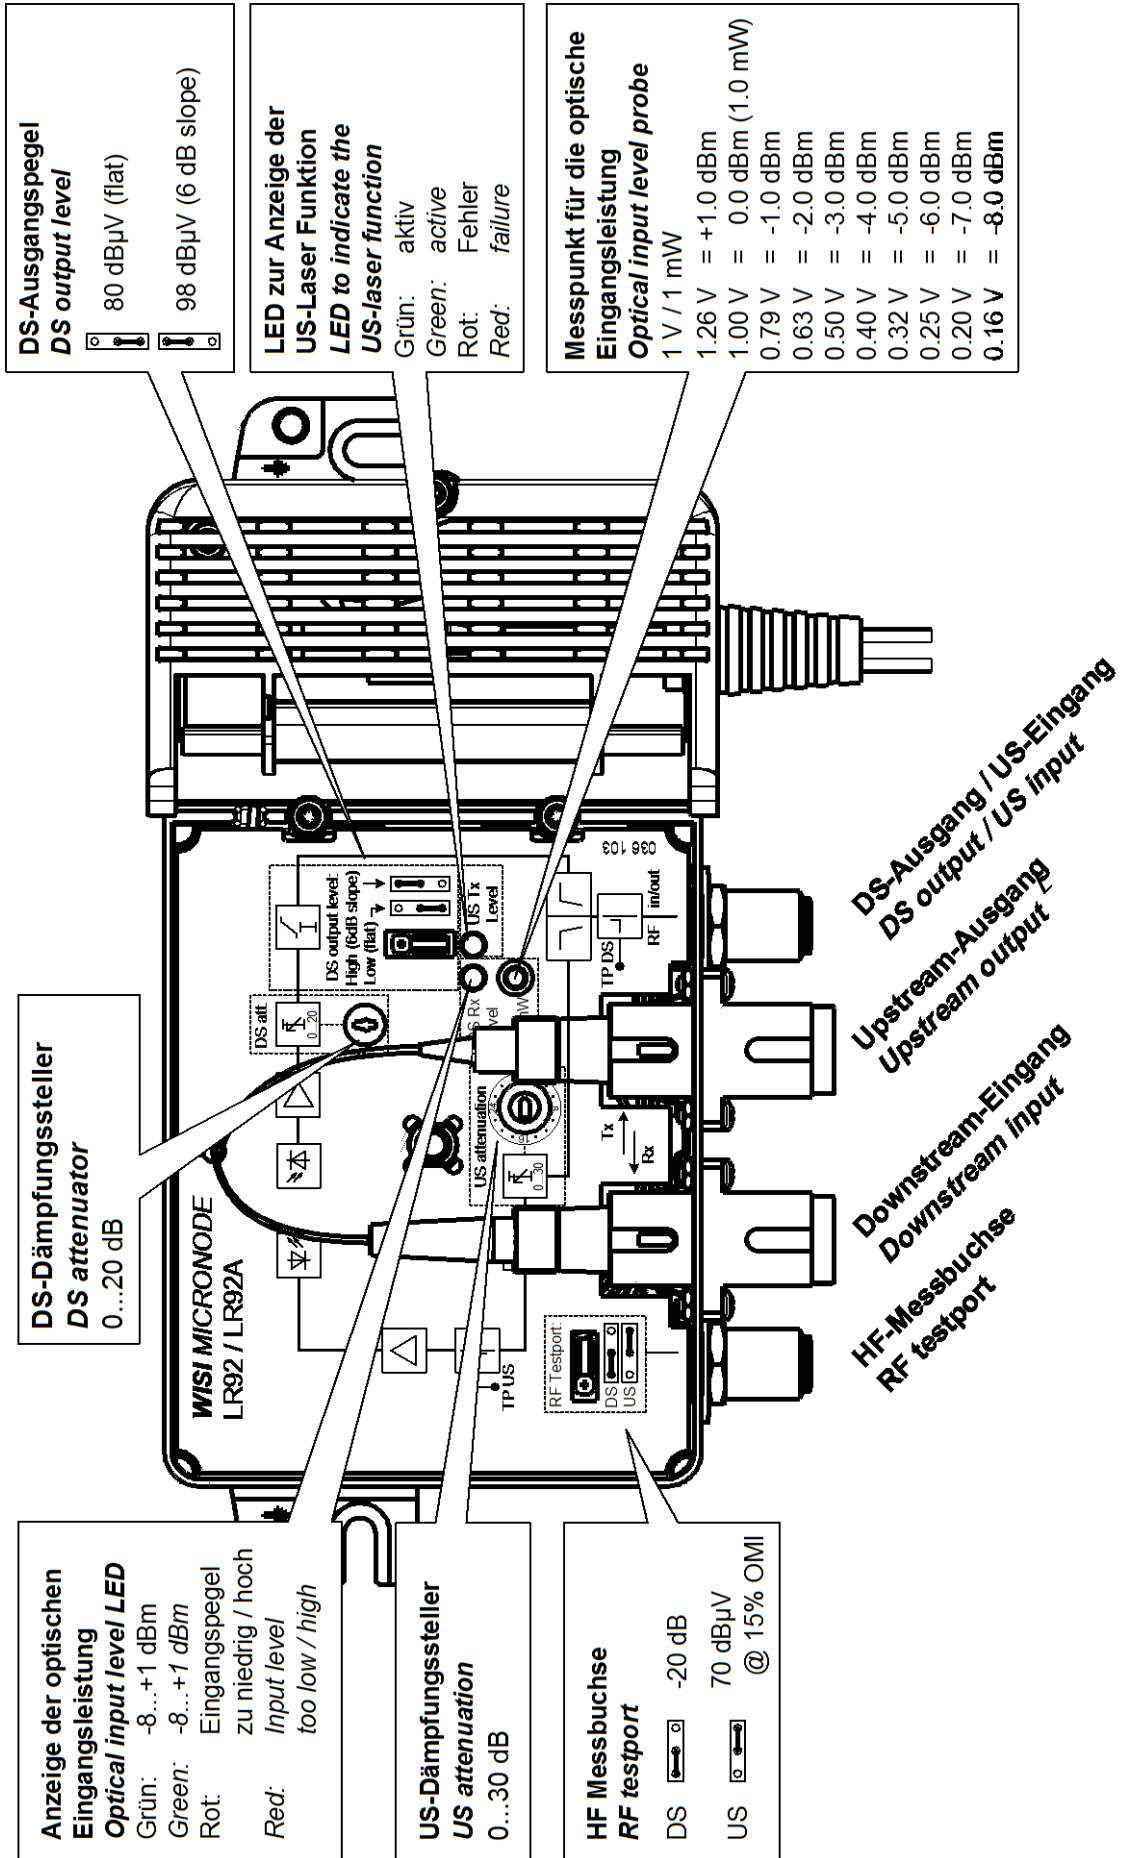 Anzeige der optischen
Eingangsleistung
Optical input level LED
Grün: -8...+1 dBm
Green: -8...+1 dBm
Rot: Eingangspegel
zu niedrig / hoch
Red: Input level
too low / high
DS-Dämpfungssteller
DS attenuator
0...20 dB
DS-Ausgangspegel
DS output level
80 dBµV (flat)
98 dBµV (6 dB slope)
LED zur Anzeige der
US-Laser Funktion
LED to indicate the
US-laser function
Grün: aktiv
Green: active
Rot: Fehler
Red: failure
Messpunkt für die optische
Eingangsleistung
Optical input level probe
1 V / 1 mW
1.26 V = +1.0 dBm
1.00 V = 0.0 dBm (1.0 mW)
0.79 V = -1.0 dBm
0.63 V = -2.0 dBm
0.50 V = -3.0 dBm
0.40 V = -4.0 dBm
0.32 V = -5.0 dBm
0.25 V = -6.0 dBm
0.20 V = -7.0 dBm
0.16 V = -8.0 dBm
US-Dämpfungssteller
US attenuation
0...30 dB
HF Messbuchse
RF testport
DS -20 dB
US 70 dBµV
@ 15% OMI
WISI MICRONODE
LR92 / LR92A
DS att.
0...20
DS output level:
High (6dB slope)
Low (flat)
US Tx
Level
US attenuation
24
16
8
0...30
TP US
TP DS
RF in/out
036 103
Tx
Rx
RF Testport:
DS
US
HF-Messbuchse
RF testport
Downstream-Eingang
Downstream input
Upstream-Ausgang
Upstream output
DS-Ausgang / US-Eingang
DS output / US input